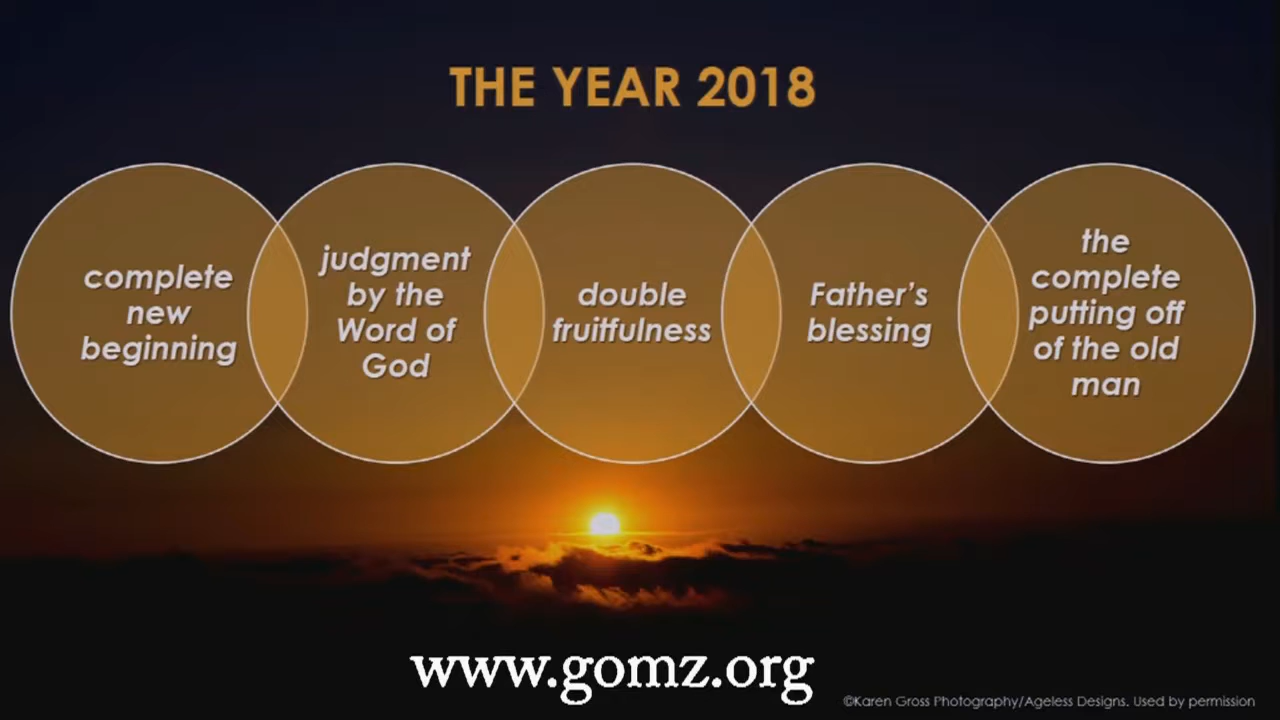 THE YEAR 2018
complete
new
beginning
judgment
by the
Word of
God
double
fruitfulness
Father's
blessing
the
complete
putting off
of the old
man
www.gomz.org
©Karen Gross Photography/Ageless Designs. Used by permission